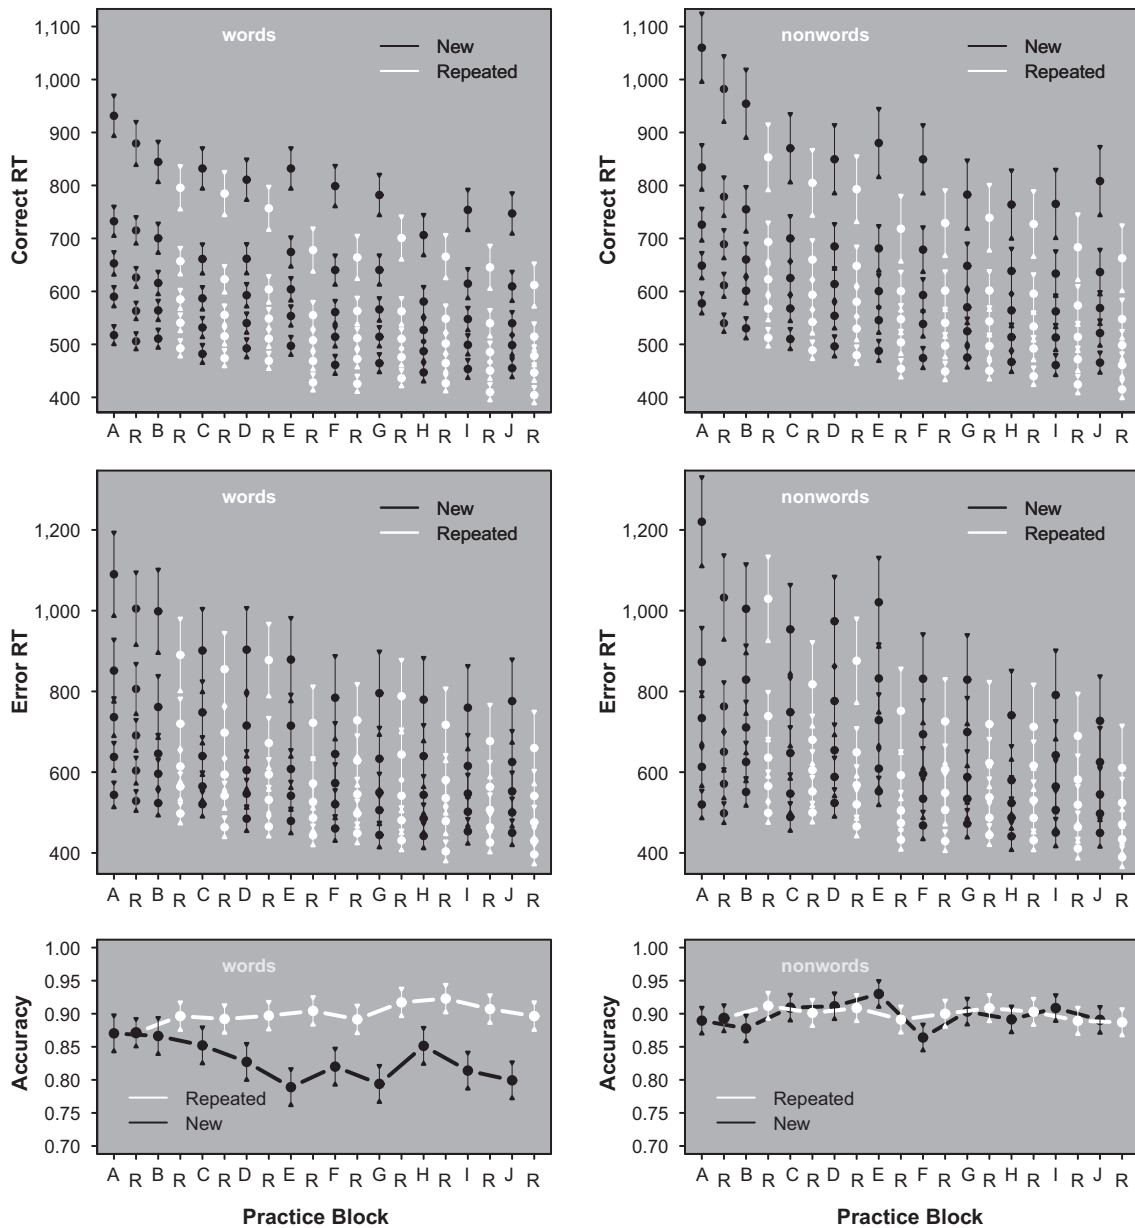 words
New
Repeated
Correct RT
1,100
1,000
900
800
700
600
500
400
A R B R C R D R E R F R G R H R I R J R
nonwords
New
Repeated
Correct RT
1,100
1,000
900
800
700
600
500
400
A R B R C R D R E R F R G R H R I R J R
words
New
Repeated
Error RT
1,200
1,000
800
600
400
A R B R C R D R E R F R G R H R I R J R
nonwords
New
Repeated
Error RT
1,200
1,000
800
600
400
A R B R C R D R E R F R G R H R I R J R
words
Accuracy
1.00
0.95
0.90
0.85
0.80
0.75
0.70
Repeated
New
A R B R C R D R E R F R G R H R I R J R
Practice Block
nonwords
Accuracy
1.00
0.95
0.90
0.85
0.80
0.75
0.70
Repeated
New
A R B R C R D R E R F R G R H R I R J R
Practice Block